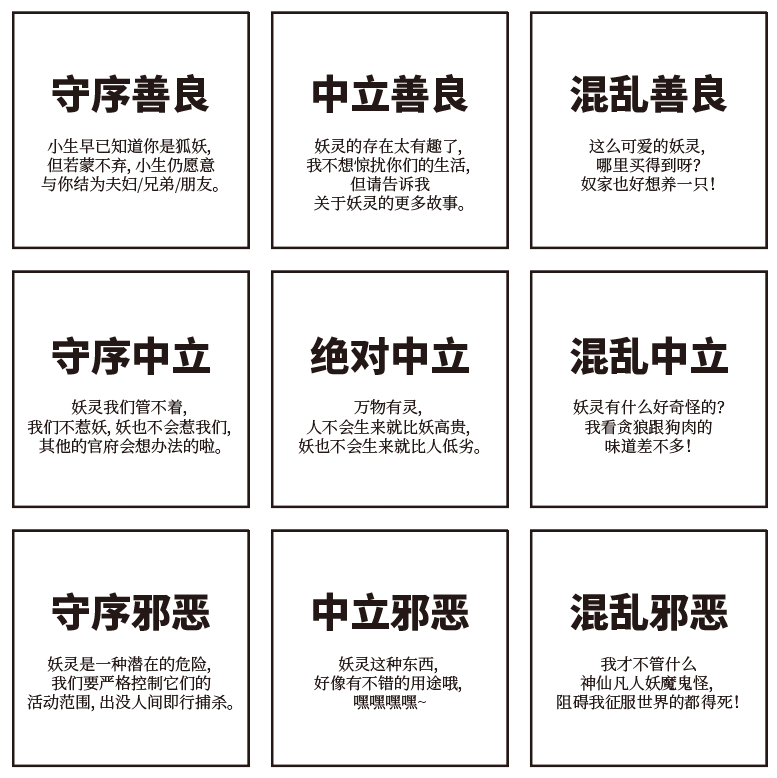 守序善良
小生早已知道你是狐妖,
但若蒙不弃, 小生仍愿意
与你结为夫妇/兄弟/朋友。
中立善良
妖灵的存在太有趣了,
我不想惊扰你们的生活,
但请告诉我
关于妖灵的更多故事。
混乱善良
这么可爱的妖灵,
哪里买得到呀?
奴家也好想养一只!
守序中立
妖灵我们管不着,
我们不惹妖, 妖也不会惹我们,
其他的官府会想办法的啦。
绝对中立
万物有灵,
人不会生来就比妖高贵,
妖也不会生来就比人低劣。
混乱中立
妖灵有什么好奇怪的?
我看贪狼跟狗肉的
味道差不多!
守序邪恶
妖灵是一种潜在的危险,
我们要严格控制它们的
活动范围, 出没人间即行捕杀。
中立邪恶
妖灵这种东西,
好像有不错的用途哦,
嘿嘿嘿嘿~
混乱邪恶
我才不管什么
神仙凡人妖魔鬼怪,
阻碍我征服世界的都得死!